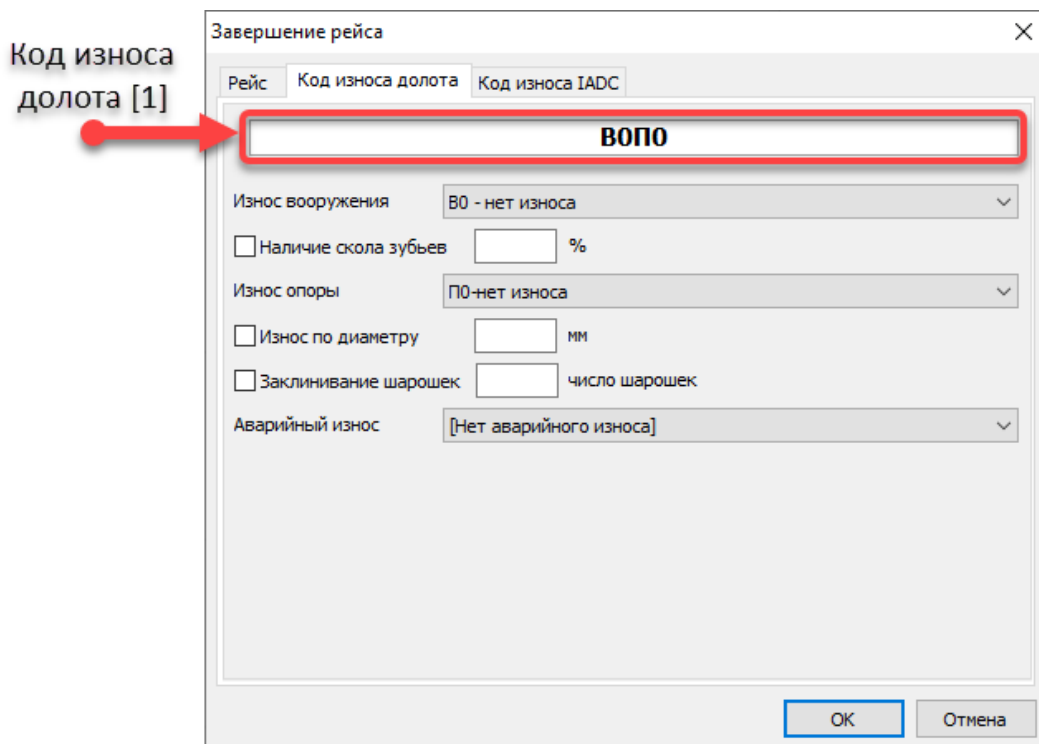 Код износа
долота [1]
Завершение рейса
Рейс Код износа долота Код износа IADC
В0П0
Износ вооружения В0 - нет износа
Наличие скола зубьев %
Износ опоры П0-нет износа
Износ по диаметру мм
Заклинивание шарошек число шарошек
Аварийный износ [Нет аварийного износа]
ОК Отмена